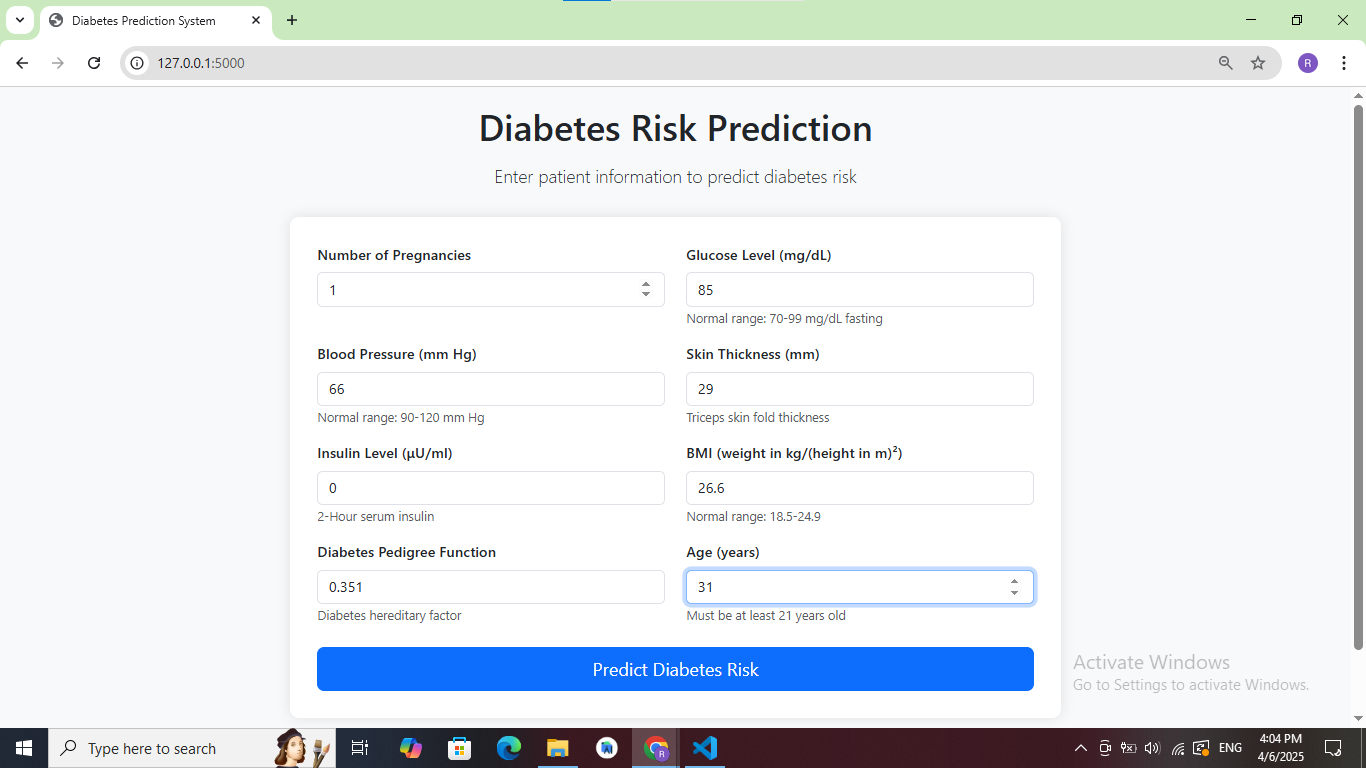 Diabetes Prediction System
127.0.0.1:5000
R
Diabetes Risk Prediction
Enter patient information to predict diabetes risk
Number of Pregnancies
1
Glucose Level (mg/dL)
85
Normal range: 70-99 mg/dL fasting
Blood Pressure (mm Hg)
66
Normal range: 90-120 mm Hg
Skin Thickness (mm)
29
Triceps skin fold thickness
Insulin Level (μU/ml)
0
2-Hour serum insulin
BMI (weight in kg/(height in m)²)
26.6
Normal range: 18.5-24.9
Diabetes Pedigree Function
0.351
Diabetes hereditary factor
Age (years)
31
Must be at least 21 years old
Predict Diabetes Risk
Activate Windows
Go to Settings to activate Windows.
Type here to search
R
ENG
4:04 PM
4/6/2025